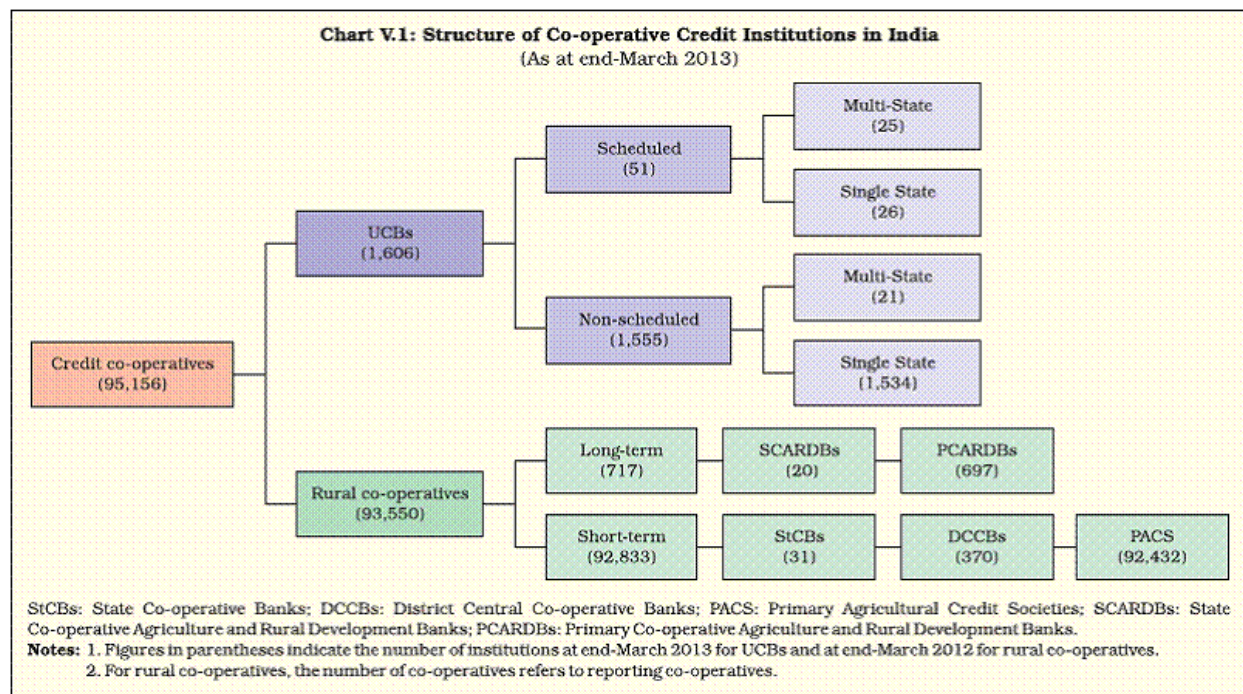 Chart V.1: Structure of Co-operative Credit Institutions in India
(As at end-March 2013)
Credit co-operatives
(95,156)
UCBs
(1,606)
Scheduled
(51)
Multi-State
(25)
Single State
(26)
Non-scheduled
(1,555)
Multi-State
(21)
Single State
(1,534)
Rural co-operatives
(93,550)
Long-term
(717)
SCARDBs
(20)
PCARDBs
(697)
Short-term
(92,833)
StCBs
(31)
DCCBs
(370)
PACS
(92,432)
StCBs: State Co-operative Banks; DCCBs: District Central Co-operative Banks; PACS: Primary Agricultural Credit Societies; SCARDBs: State
Co-operative Agriculture and Rural Development Banks; PCARDBs: Primary Co-operative Agriculture and Rural Development Banks.
Notes: 1. Figures in parentheses indicate the number of institutions at end-March 2013 for UCBs and at end-March 2012 for rural co-operatives.
2. For rural co-operatives, the number of co-operatives refers to reporting co-operatives.